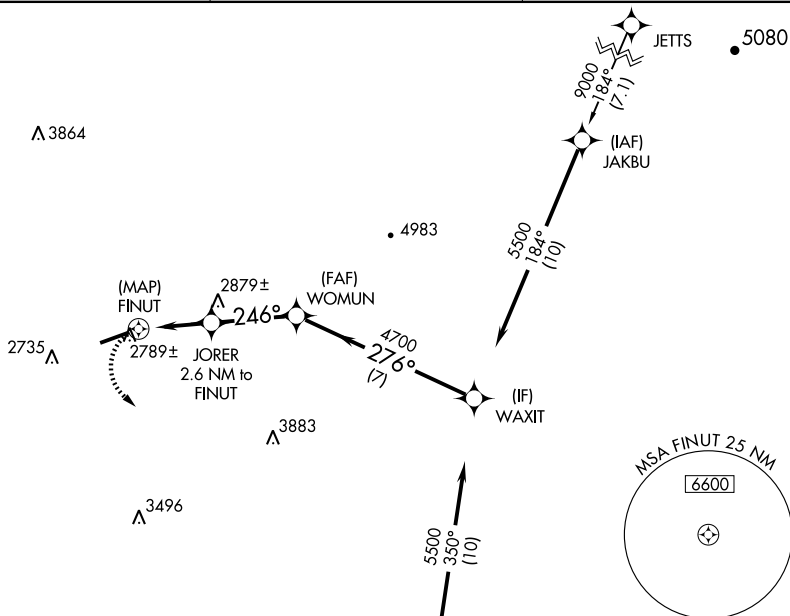 JETTS
5080
9000
184°
(7.1)
3864
(IAF)
JAKBU
5500
184°
(10)
4983
(FAF)
WOMUN
(MAP)
FINUT
2879±
246°
2735
2789±
JORER
2.6 NM to
FINUT
4700
276°
(7)
(IF)
WAXIT
3883
3496
MSA FINUT 25 NM
6600
5500
350°
(10)